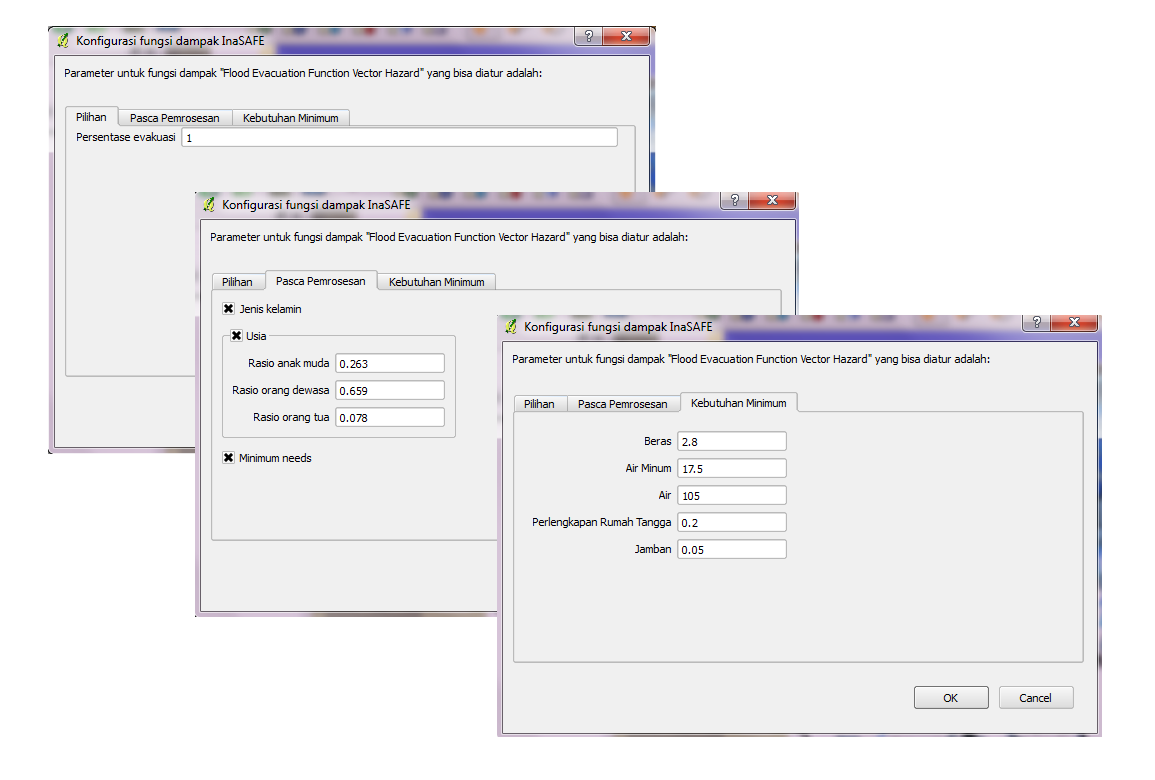 Konfigurasi fungsi dampak InaSAFE
Parameter untuk fungsi dampak "Flood Evacuation Function Vector Hazard" yang bisa diatur adalah:
Pilihan Pasca Pemrosesan Kebutuhan Minimum
Persentase evakuasi 1
Konfigurasi fungsi dampak InaSAFE
Parameter untuk fungsi dampak "Flood Evacuation Function Vector Hazard" yang bisa diatur adalah:
Pilihan Pasca Pemrosesan Kebutuhan Minimum
Jenis kelamin
Usia
Rasio anak muda 0.263
Rasio orang dewasa 0.659
Rasio orang tua 0.078
Minimum needs
Konfigurasi fungsi dampak InaSAFE
Parameter untuk fungsi dampak "Flood Evacuation Function Vector Hazard" yang bisa diatur adalah:
Pilihan Pasca Pemrosesan Kebutuhan Minimum
Beras 2.8
Air Minum 17.5
Air 105
Perlengkapan Rumah Tangga 0.2
Jamban 0.05
OK Cancel